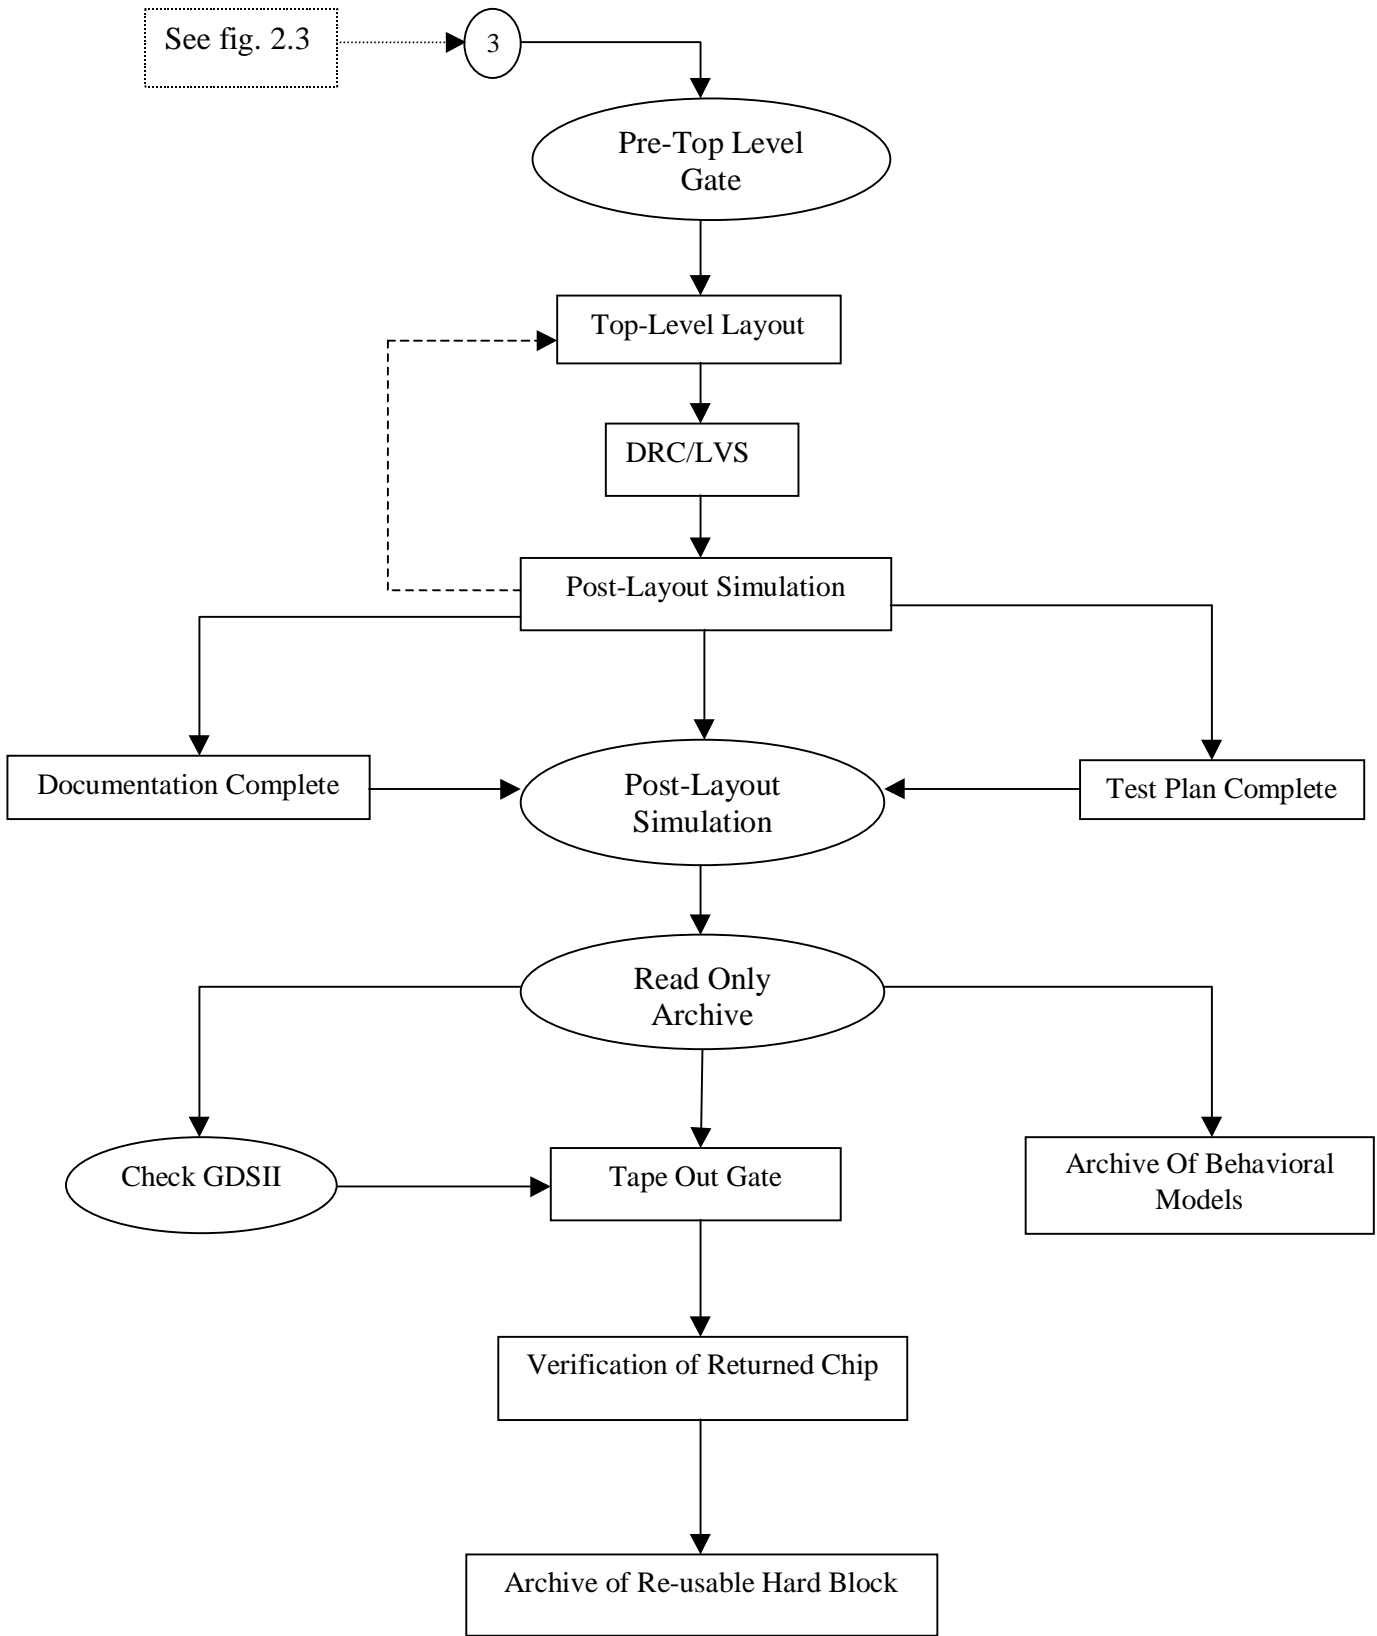 See fig. 2.3
3
Pre-Top Level
Gate
Top-Level Layout
DRC/LVS
Post-Layout Simulation
Documentation Complete
Post-Layout
Simulation
Test Plan Complete
Read Only
Archive
Check GDSII
Tape Out Gate
Archive Of Behavioral
Models
Verification of Returned Chip
Archive of Re-usable Hard Block